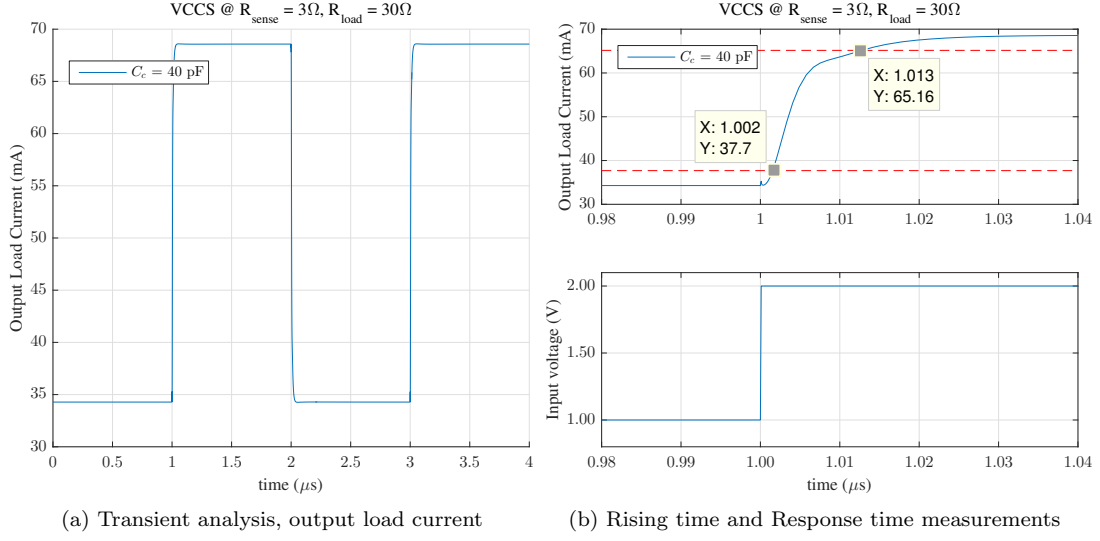 VCCS @ R_sense = 3Ω, R_load = 30Ω
70
65
60
55
50
45
40
35
30
Output Load Current (mA)
C_c = 40 pF
0 0.5 1 1.5 2 2.5 3 3.5 4
time (μs)
(a) Transient analysis, output load current
VCCS @ R_sense = 3Ω, R_load = 30Ω
70
60
50
40
30
Output Load Current (mA)
C_c = 40 pF
X: 1.013
Y: 65.16
X: 1.002
Y: 37.7
0.98 0.99 1 1.01 1.02 1.03 1.04
2.00
1.50
1.00
Input voltage (V)
0.98 0.99 1.00 1.01 1.02 1.03 1.04
time (μs)
(b) Rising time and Response time measurements